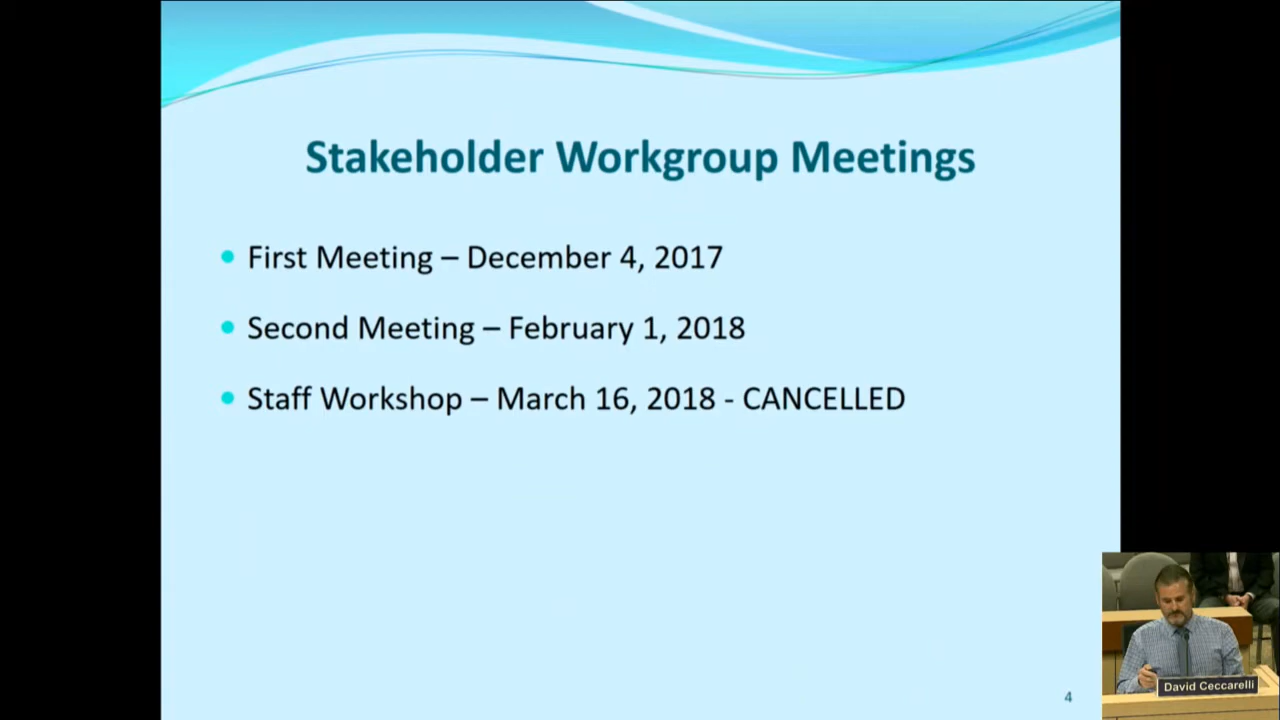 Stakeholder Workgroup Meetings
First Meeting – December 4, 2017
Second Meeting – February 1, 2018
Staff Workshop – March 16, 2018 - CANCELLED
4
David Ceccarelli